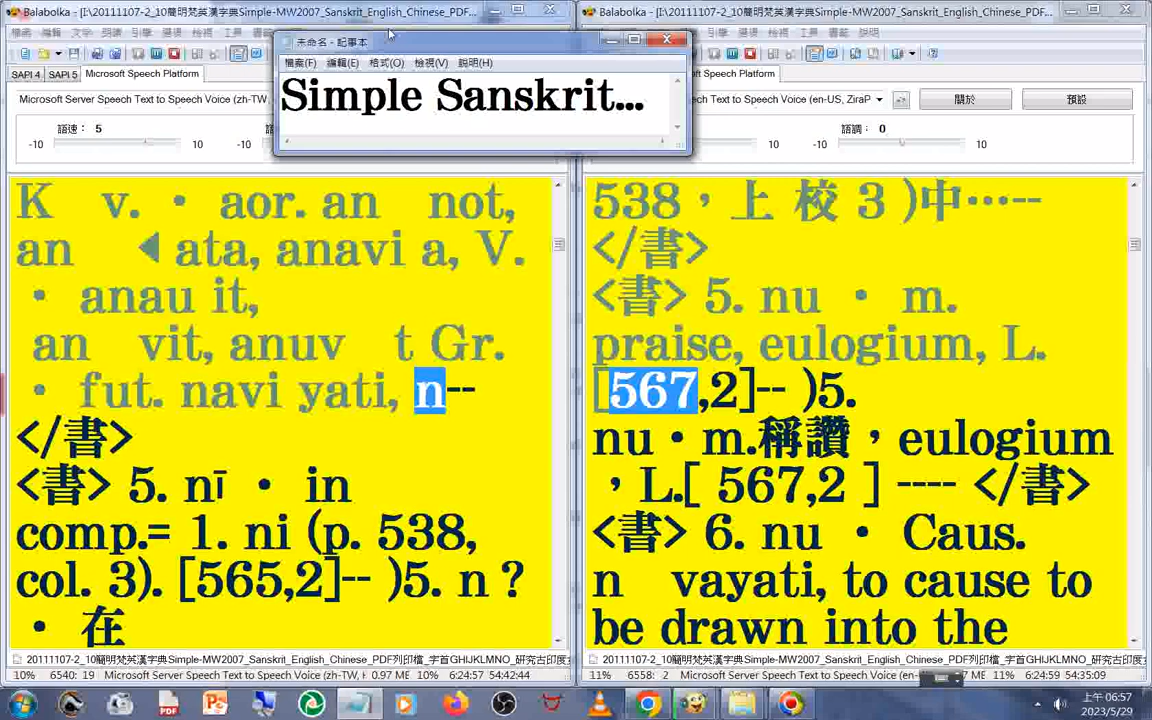 Balabolka - [I:\20111107-2_10簡明梵英漢字典Simple-MW2007_Sanskrit_English_Chinese_PDF...
Balabolka - [I:\20111107-2_10簡明梵英漢字典Simple-MW2007_Sanskrit_English_Chinese_PDF...
未命名 - 記事本
檔案(F) 編輯(E) 格式(O) 檢視(V) 說明(H)
Simple Sanskrit...
SAPI 4 SAPI 5 Microsoft Speech Platform
Microsoft Server Speech Text to Speech Voice (zh-TW,
語速： 5
-10 10 -10
ech Platform
ech Text to Speech Voice (en-US, ZiraP
關於 預設
語調： 0
10 -10 10
K v. • aor. an not,
an ◀ ata, anavi a, V.
• anau it,
an vit, anuv t Gr.
• fut. navi yati, n--
</書>
<書> 5. nī • in
comp.= 1. ni (p. 538,
col. 3). [565,2]-- )5. n ?
• 在
538，上 校 3 )中…--
</書>
<書> 5. nu • m.
praise, eulogium, L.
[567,2]-- )5.
nu • m.稱讚，eulogium
，L.[ 567,2 ] ---- </書>
<書> 6. nu • Caus.
n vayati, to cause to
be drawn into the
20111107-2_10簡明梵英漢字典Simple-MW2007_Sanskrit_English_Chinese_PDF列印檔_字首GHIJKLMNO_研究古印度
20111107-2_10簡明梵英漢字典Simple-MW2007_Sanskrit_English_Chinese_PDF列印檔_字首GHIJKLMNO_研究古印度
10% 6540: 19 Microsoft Server Speech Text to Speech Voice (zh-TW, 0.97 ME 10% 6:24:57 54:42:44
11% 6558: 2 Microsoft Server Speech Text to Speech Voice (en- 11% 6:24:59 54:35:09
上午 06:57
2023/5/29